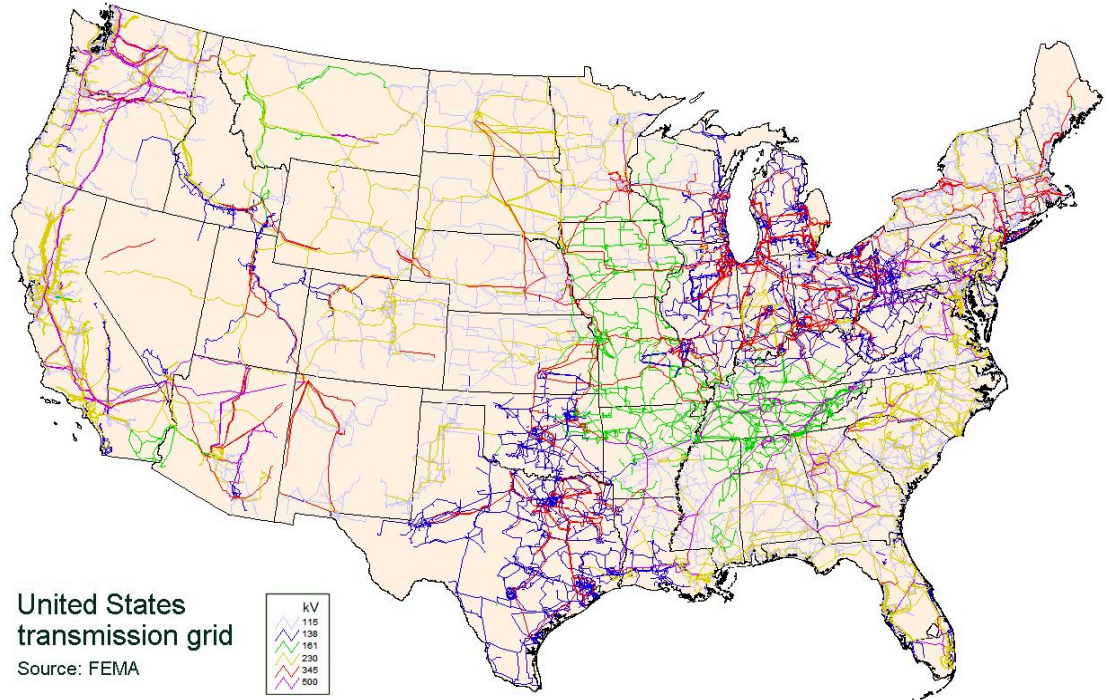 United States
transmission grid
Source: FEMA
kV
115
138
161
230
345
500